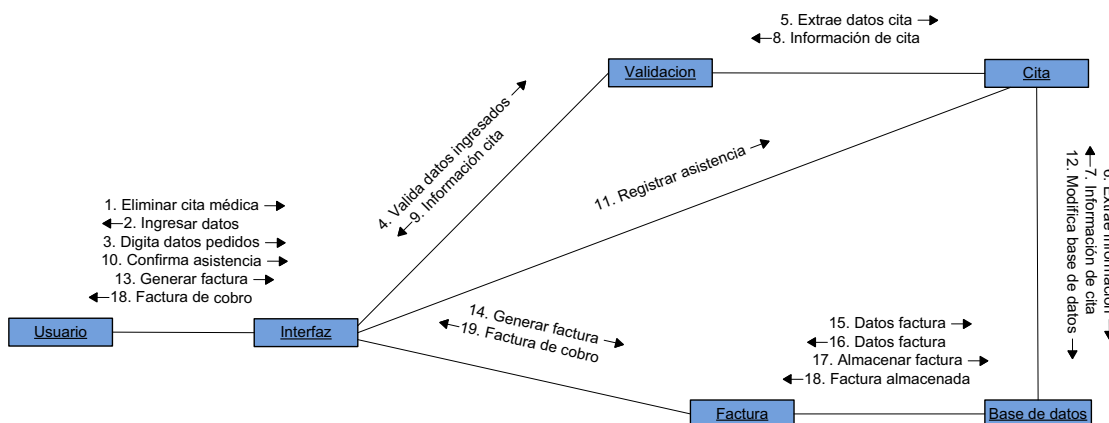 5. Extrae datos cita
8. Información de cita
Validacion
Cita
4. Valida datos ingresados
9. Información cita
11. Registrar asistencia
6. Extrae información
7. Información de cita
12. Modifica base de datos
1. Eliminar cita médica
2. Ingresar datos
3. Digita datos pedidos
10. Confirma asistencia
13. Generar factura
18. Factura de cobro
Usuario
Interfaz
14. Generar factura
19. Factura de cobro
15. Datos factura
16. Datos factura
17. Almacenar factura
18. Factura almacenada
Factura
Base de datos